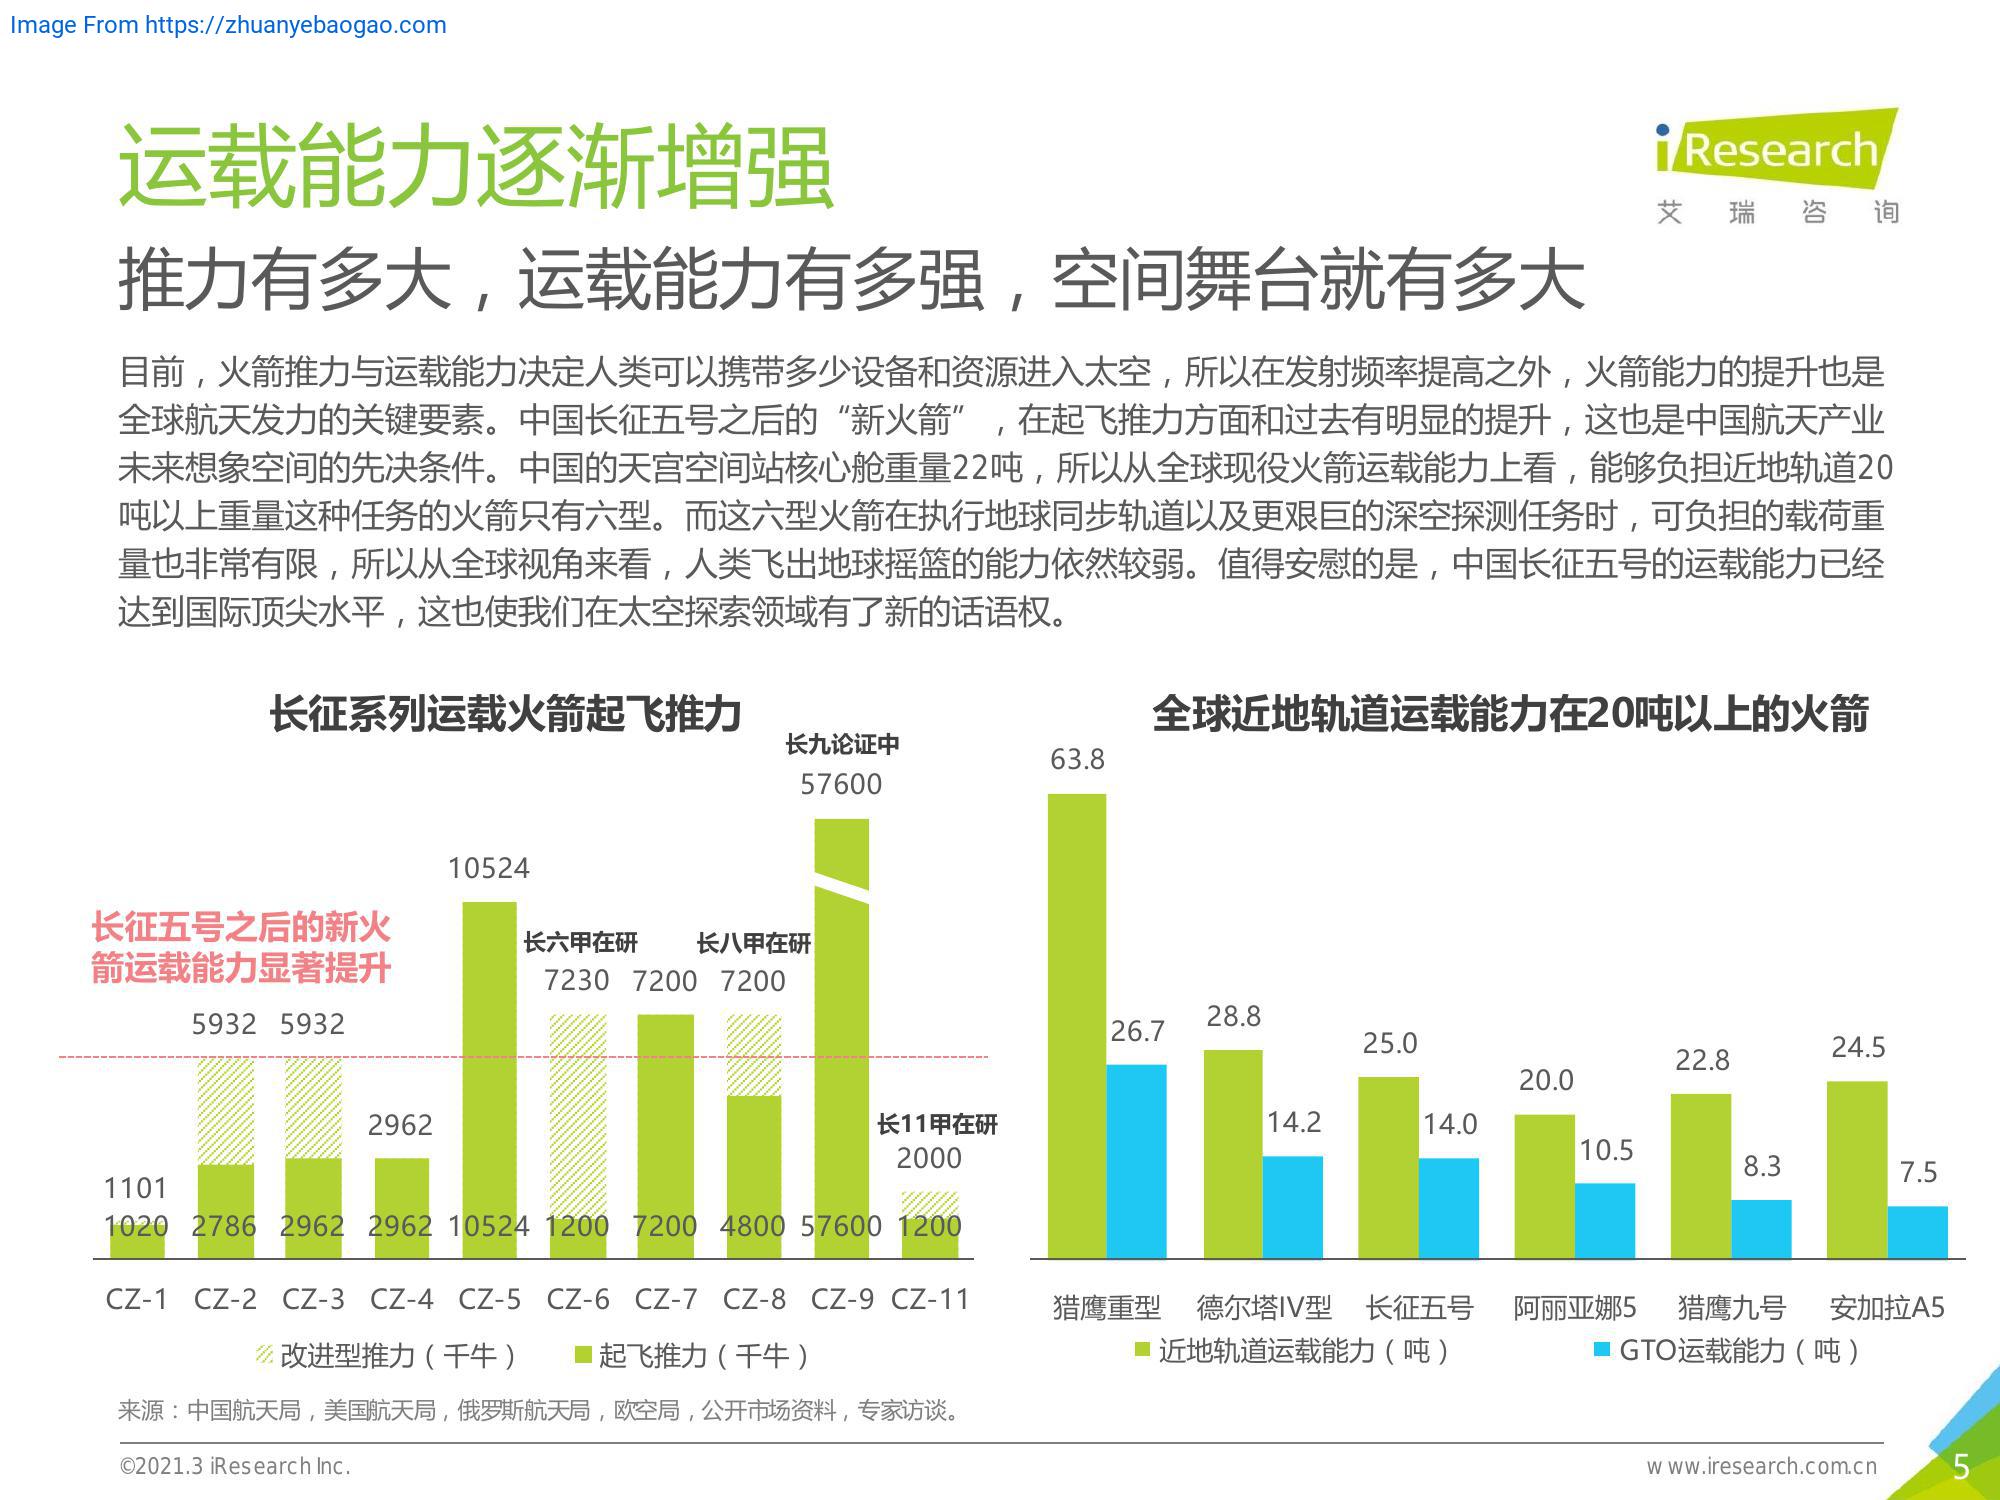 Image From https://zhuanyebaogao.com
运载能力逐渐增强
iResearch
艾瑞咨询
推力有多大，运载能力有多强，空间舞台就有多大
目前，火箭推力与运载能力决定人类可以携带多少设备和资源进入太空，所以在发射频率提高之外，火箭能力的提升也是
全球航天发力的关键要素。中国长征五号之后的“新火箭”，在起飞推力方面和过去有明显的提升，这也是中国航天产业
未来想象空间的先决条件。中国的天宫空间站核心舱重量22吨，所以从全球现役火箭运载能力上看，能够负担近地轨道20
吨以上重量这种任务的火箭只有六型。而这六型火箭在执行地球同步轨道以及更艰巨的深空探测任务时，可负担的载荷重
量也非常有限，所以从全球视角来看，人类飞出地球摇篮的能力依然较弱。值得安慰的是，中国长征五号的运载能力已经
达到国际顶尖水平，这也使我们在太空探索领域有了新的话语权。
长征系列运载火箭起飞推力
长九论证中
57600
10524
长征五号之后的新火
箭运载能力显著提升
长六甲在研 长八甲在研
7230 7200 7200
5932 5932
2962
长11甲在研
2000
1101
1020 2786 2962 2962 10524 1200 7200 4800 57600 1200
CZ-1 CZ-2 CZ-3 CZ-4 CZ-5 CZ-6 CZ-7 CZ-8 CZ-9 CZ-11
改进型推力（千牛） 起飞推力（千牛）
全球近地轨道运载能力在20吨以上的火箭
63.8
26.7 28.8 14.2 25.0 14.0 20.0 10.5 22.8 8.3 24.5 7.5
猎鹰重型 德尔塔IV型 长征五号 阿丽亚娜5 猎鹰九号 安加拉A5
近地轨道运载能力（吨） GTO运载能力（吨）
来源：中国航天局，美国航天局，俄罗斯航天局，欧空局，公开市场资料，专家访谈。
©2021.3 iResearch Inc.
www.iresearch.com.cn
5